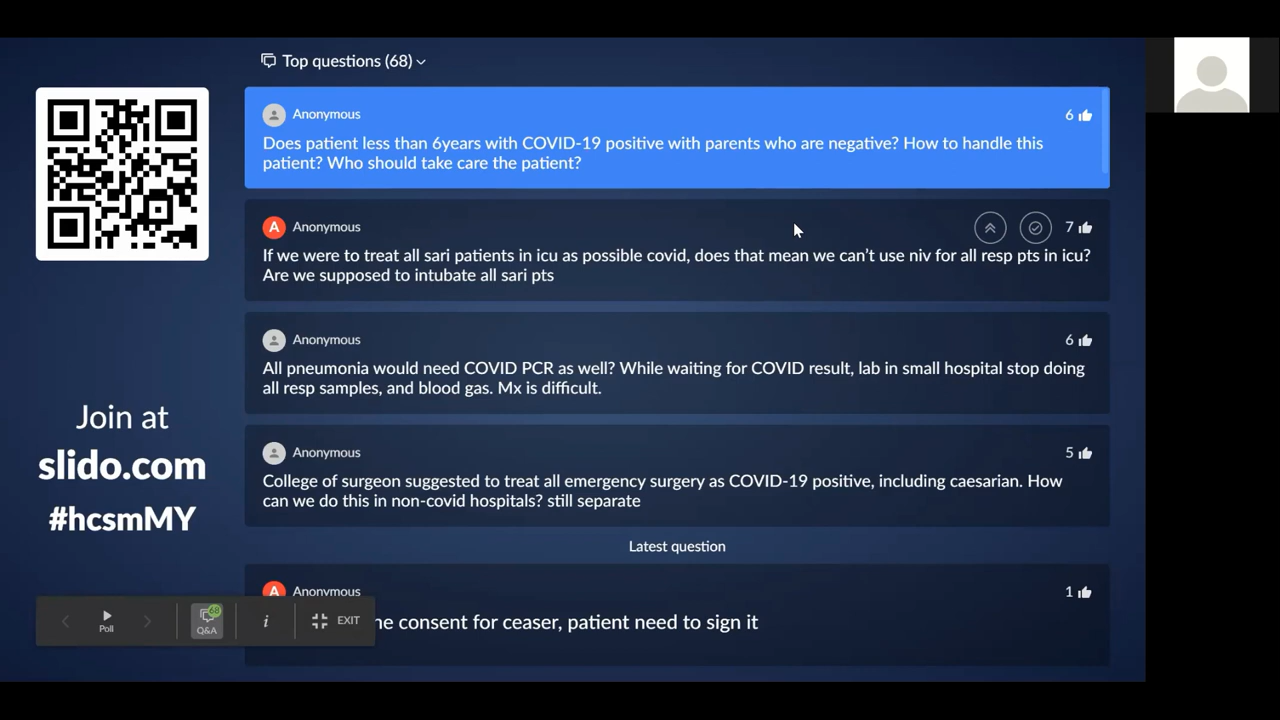 Top questions (68)
Anonymous
6
Does patient less than 6years with COVID-19 positive with parents who are negative? How to handle this
patient? Who should take care the patient?
A
Anonymous
7
If we were to treat all sari patients in icu as possible covid, does that mean we can't use niv for all resp pts in icu?
Are we supposed to intubate all sari pts
Anonymous
6
All pneumonia would need COVID PCR as well? While waiting for COVID result, lab in small hospital stop doing
all resp samples, and blood gas. Mx is difficult.
Anonymous
5
College of surgeon suggested to treat all emergency surgery as COVID-19 positive, including caesarian. How
can we do this in non-covid hospitals? still separate
Latest question
A
Anonymous
1
consent for ceaser, patient need to sign it
Join at
slido.com
#hcsmMY
Poll
68
Q&A
i
EXIT